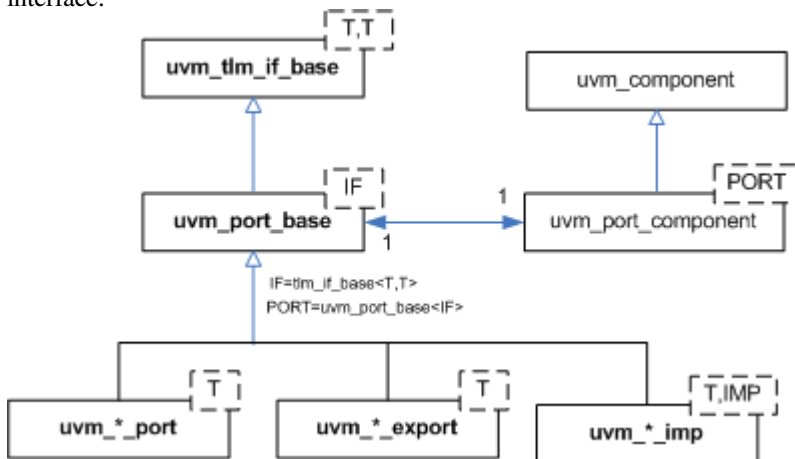 interface.
T,T
uvm_tlm_if_base
uvm_component
IF
PORT
uvm_port_base
1
1
uvm_port_component
IF=tlm_if_base<T,T>
PORT=uvm_port_base<IF>
T
T
T,IMP
uvm_*_port
uvm_*_export
uvm_*_imp